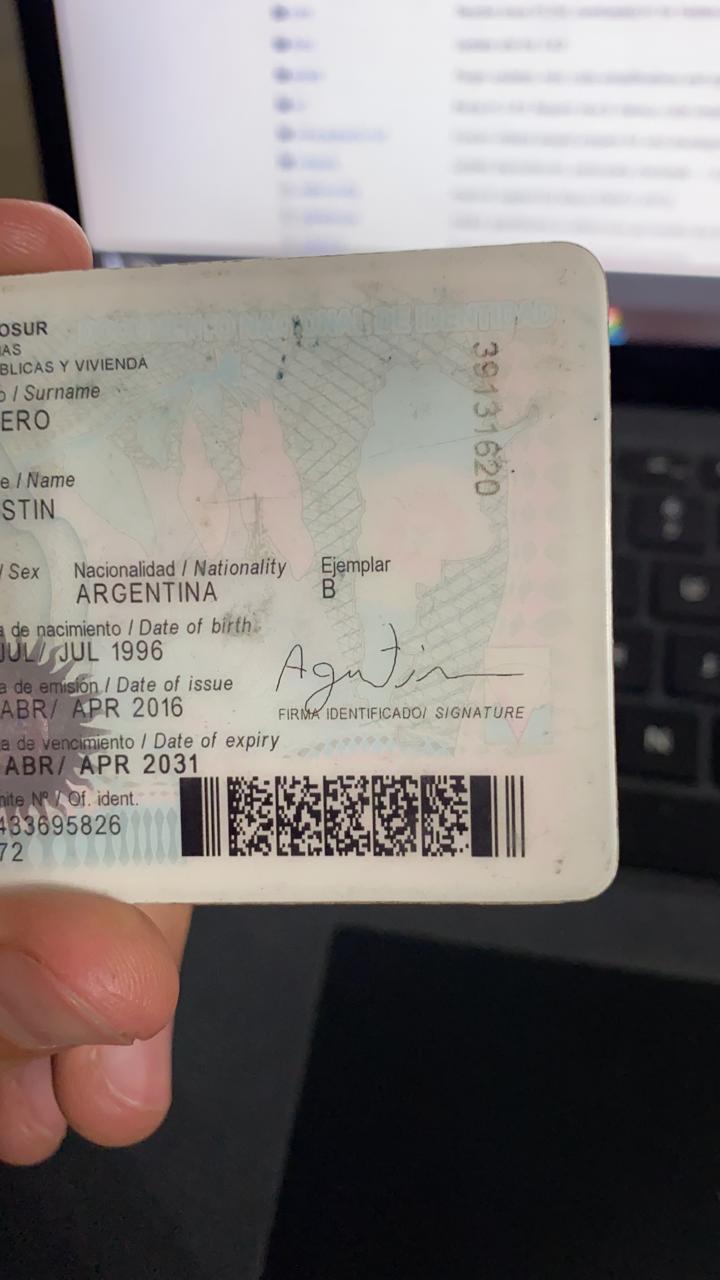 OSUR
IAS
BLICAS Y VIVIENDA
DOCUMENTO NACIONAL DE IDENTIDAD
o / Surname
ERO
39131620
e / Name
STIN
/ Sex Nacionalidad / Nationality Ejemplar
ARGENTINA B
a de nacimiento / Date of birth
JUL/ JUL 1996
a de emisión / Date of issue
ABR/ APR 2016
Agustin
FIRMA IDENTIFICADO/ SIGNATURE
a de vencimiento / Date of expiry
ABR/ APR 2031
mite Nº / Of. ident.
433695826
72